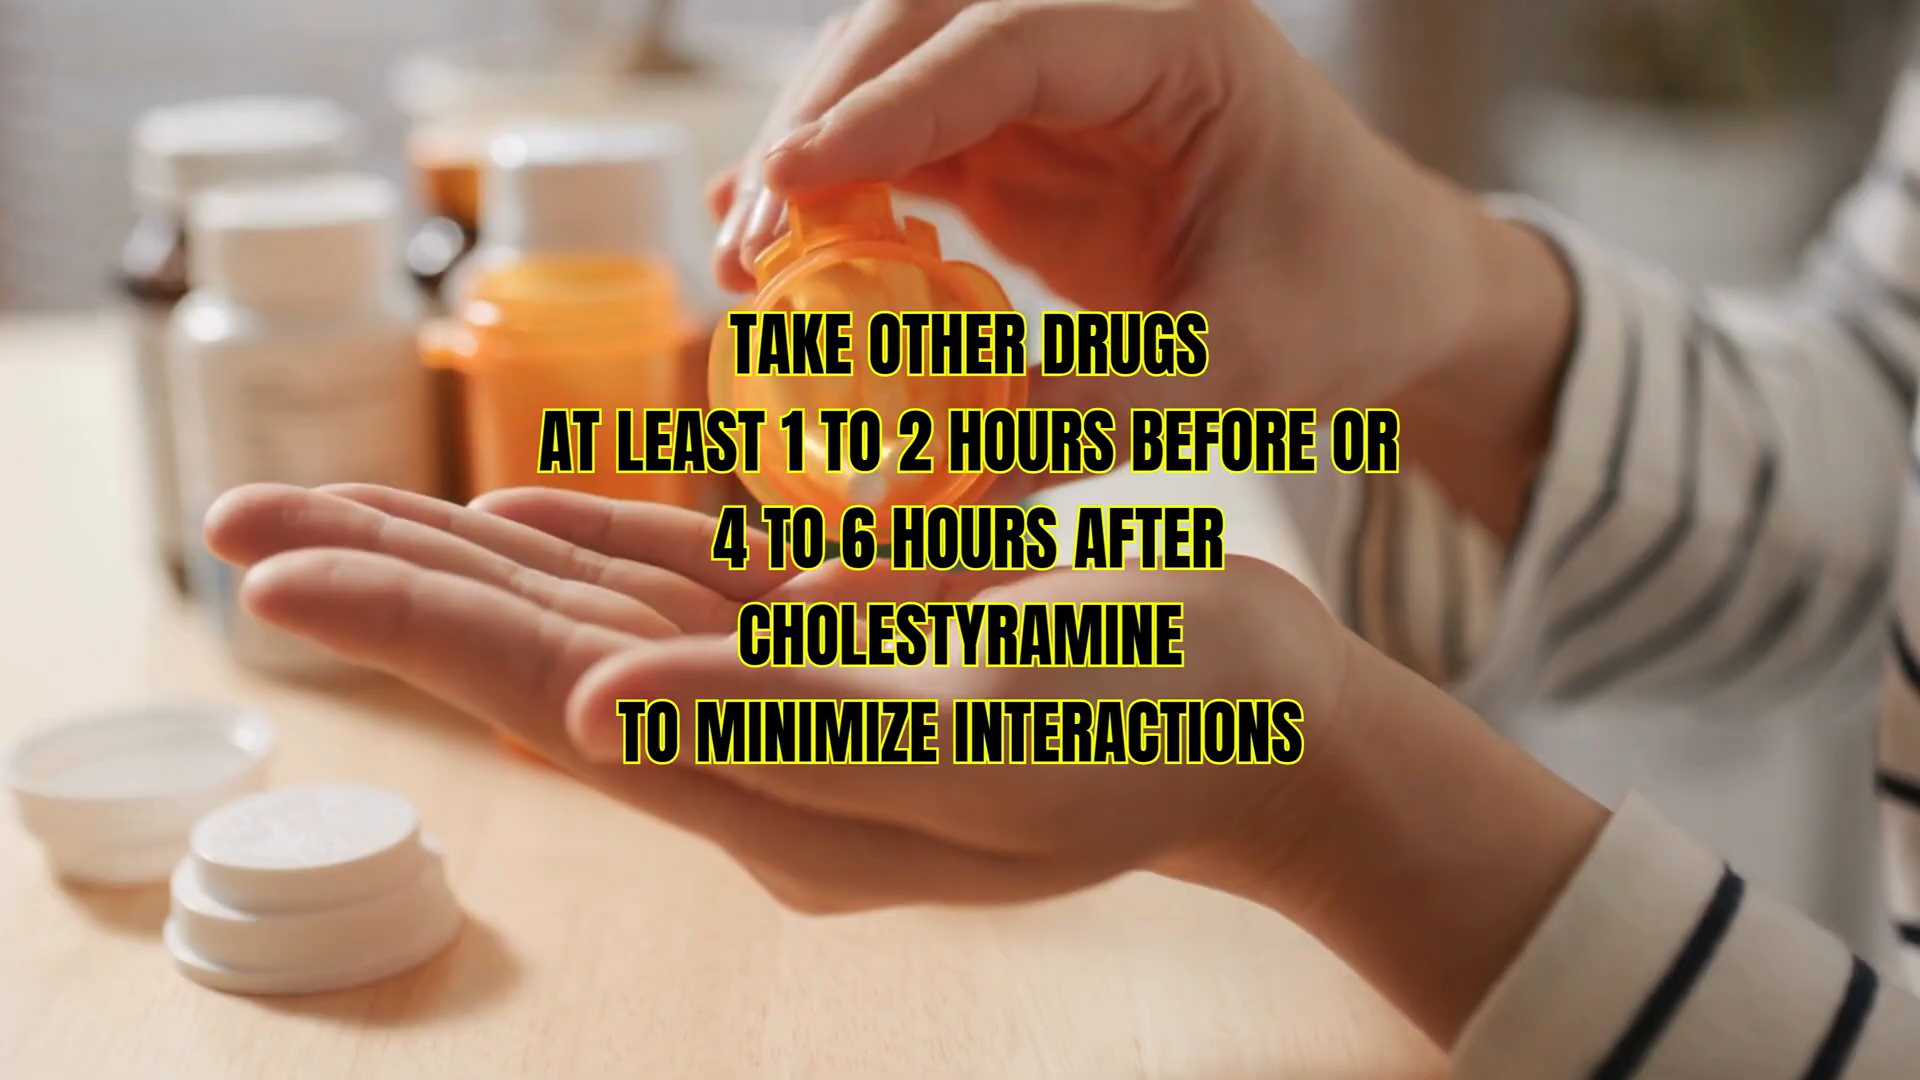 TAKE OTHER DRUGS
AT LEAST 1 TO 2 HOURS BEFORE OR
4 TO 6 HOURS AFTER
CHOLESTYRAMINE
TO MINIMIZE INTERACTIONS